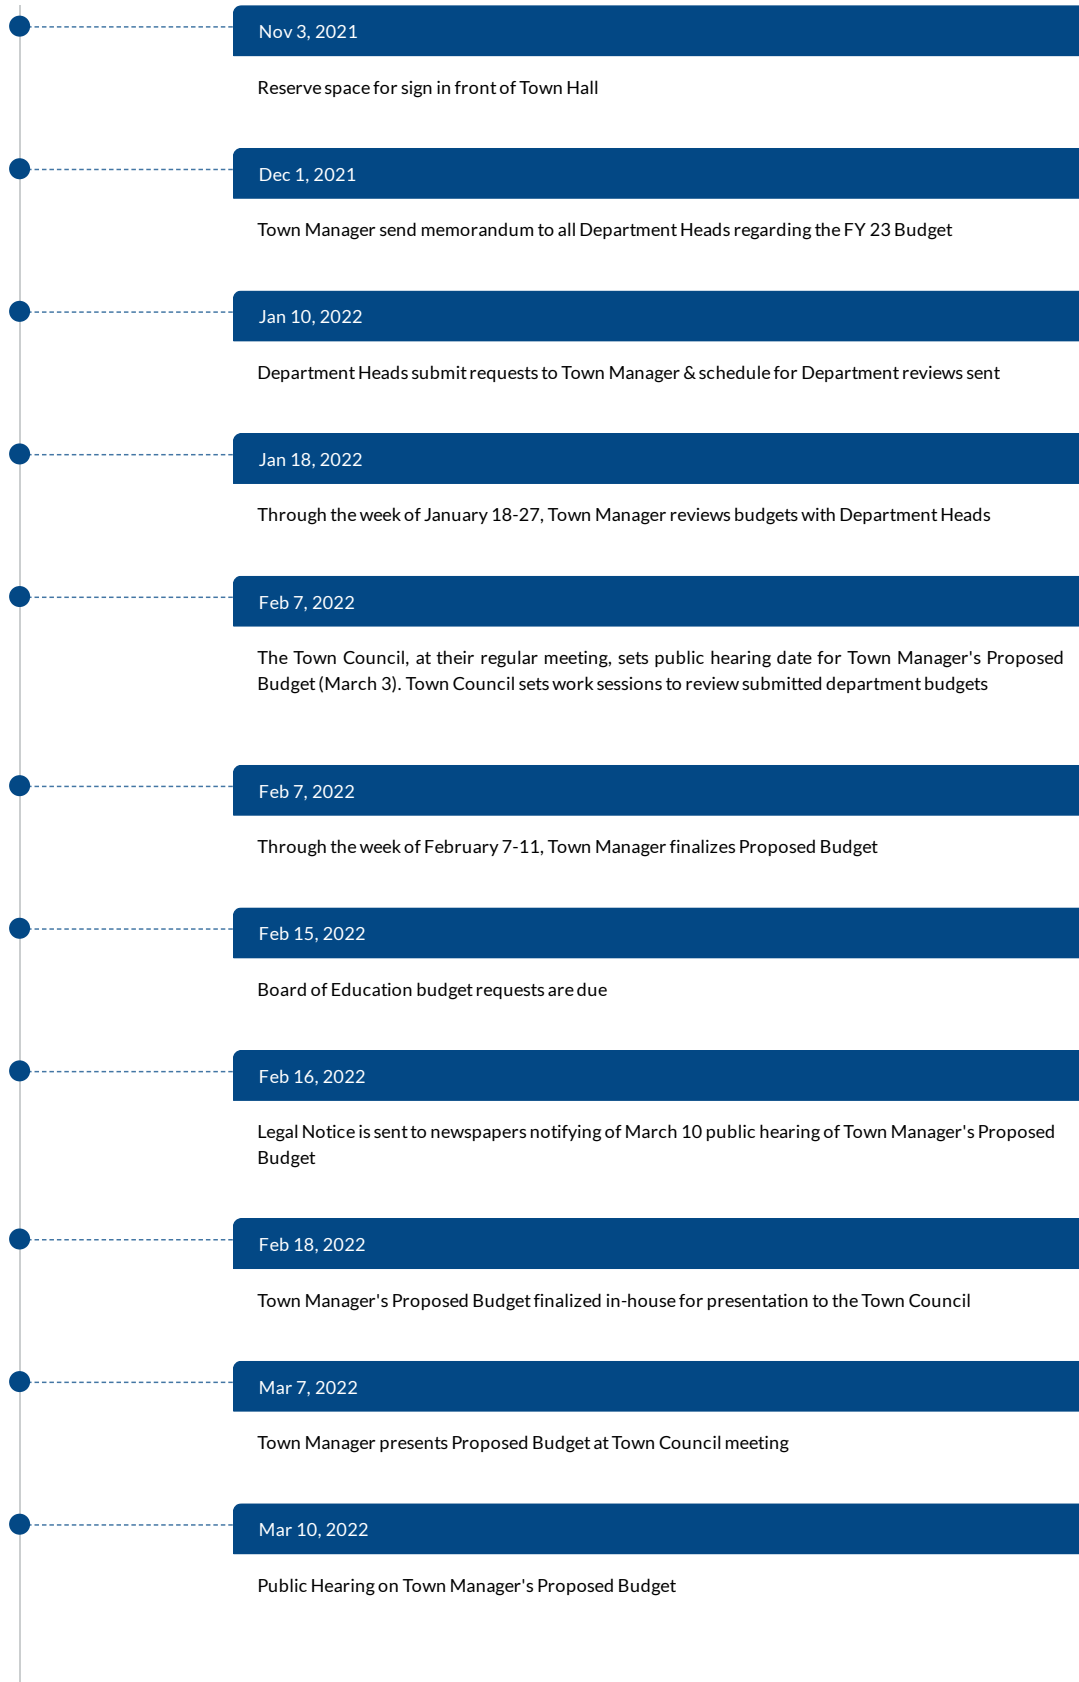 Nov 3, 2021
Reserve space for sign in front of Town Hall
Dec 1, 2021
Town Manager send memorandum to all Department Heads regarding the FY 23 Budget
Jan 10, 2022
Department Heads submit requests to Town Manager & schedule for Department reviews sent
Jan 18, 2022
Through the week of January 18-27, Town Manager reviews budgets with Department Heads
Feb 7, 2022
The Town Council, at their regular meeting, sets public hearing date for Town Manager's Proposed
Budget (March 3). Town Council sets work sessions to review submitted department budgets
Feb 7, 2022
Through the week of February 7-11, Town Manager finalizes Proposed Budget
Feb 15, 2022
Board of Education budget requests are due
Feb 16, 2022
Legal Notice is sent to newspapers notifying of March 10 public hearing of Town Manager's Proposed
Budget
Feb 18, 2022
Town Manager's Proposed Budget finalized in-house for presentation to the Town Council
Mar 7, 2022
Town Manager presents Proposed Budget at Town Council meeting
Mar 10, 2022
Public Hearing on Town Manager's Proposed Budget